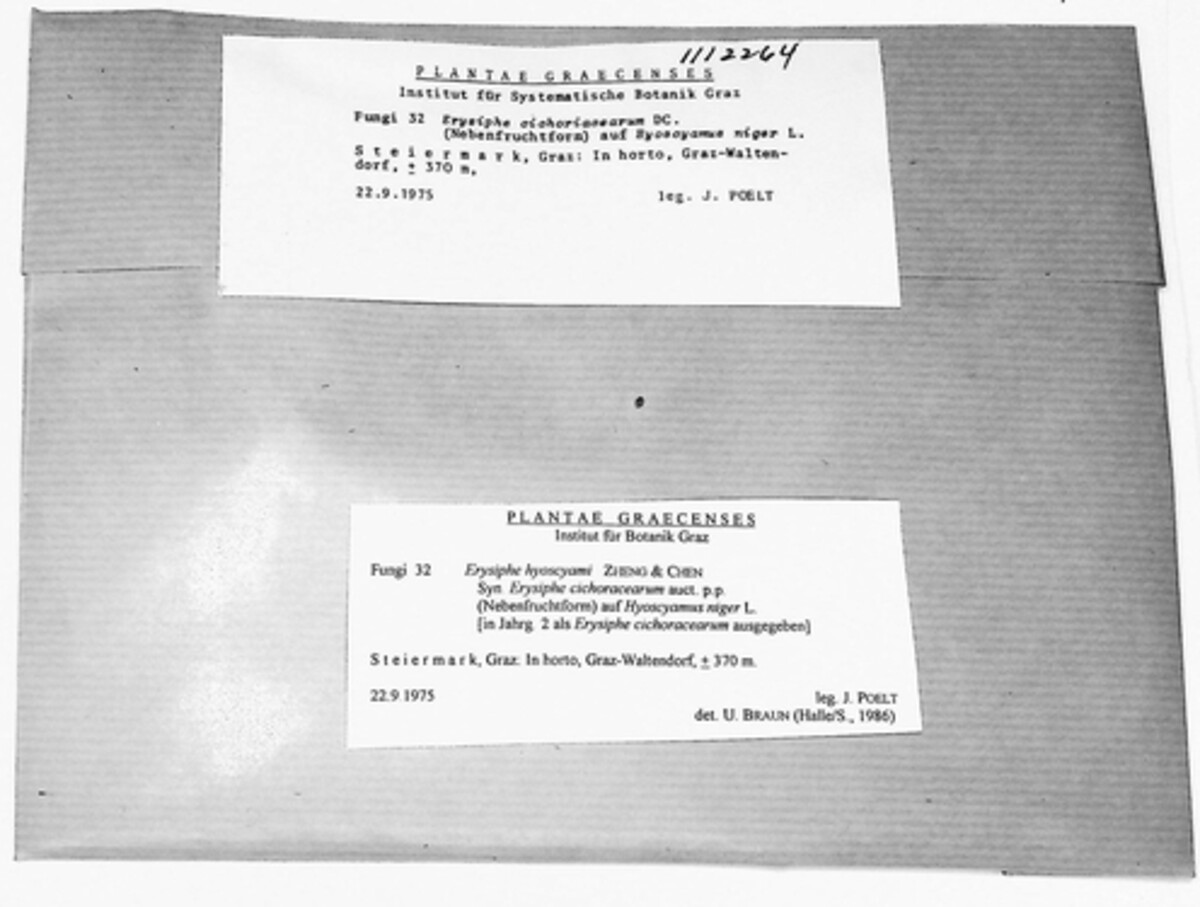 1112264
PLANTAE GRAECENSES
Institut für Systematische Botanik Graz
Fungi 32 Erysiphe cichoriacearum DC.
(Nebenfruchtform) auf Hyoscyamus niger L.
Steiermark, Graz: In horto, Graz-Walten-
dorf, ± 370 m,
22.9.1975 leg. J. POELT
PLANTAE GRAECENSES
Institut für Botanik Graz
Fungi 32 Erysiphe hyoscyami ZHENG & CHEN
Syn. Erysiphe cichoracearum auct. p.p.
(Nebenfruchtform) auf Hyoscyamus niger L.
[in Jahrg. 2 als Erysiphe cichoracearum ausgegeben]
Steiermark, Graz: In horto, Graz-Waltendorf, ± 370 m.
22.9.1975 leg. J. POELT
det. U. BRAUN (Halle/S., 1986)